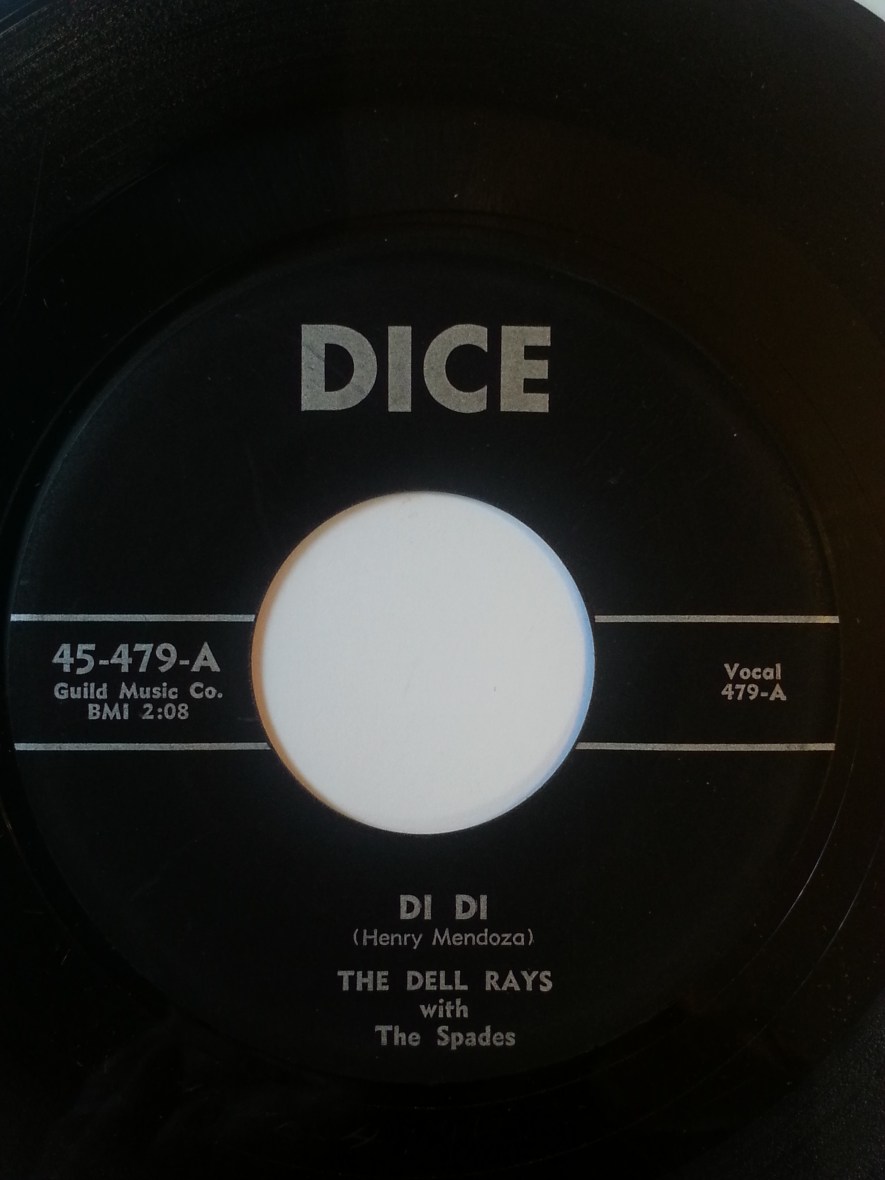 DICE
45-479-A
Guild Music Co.
BMI 2:08
Vocal
479-A
DI DI
(Henry Mendoza)
THE DELL RAYS
with
The Spades